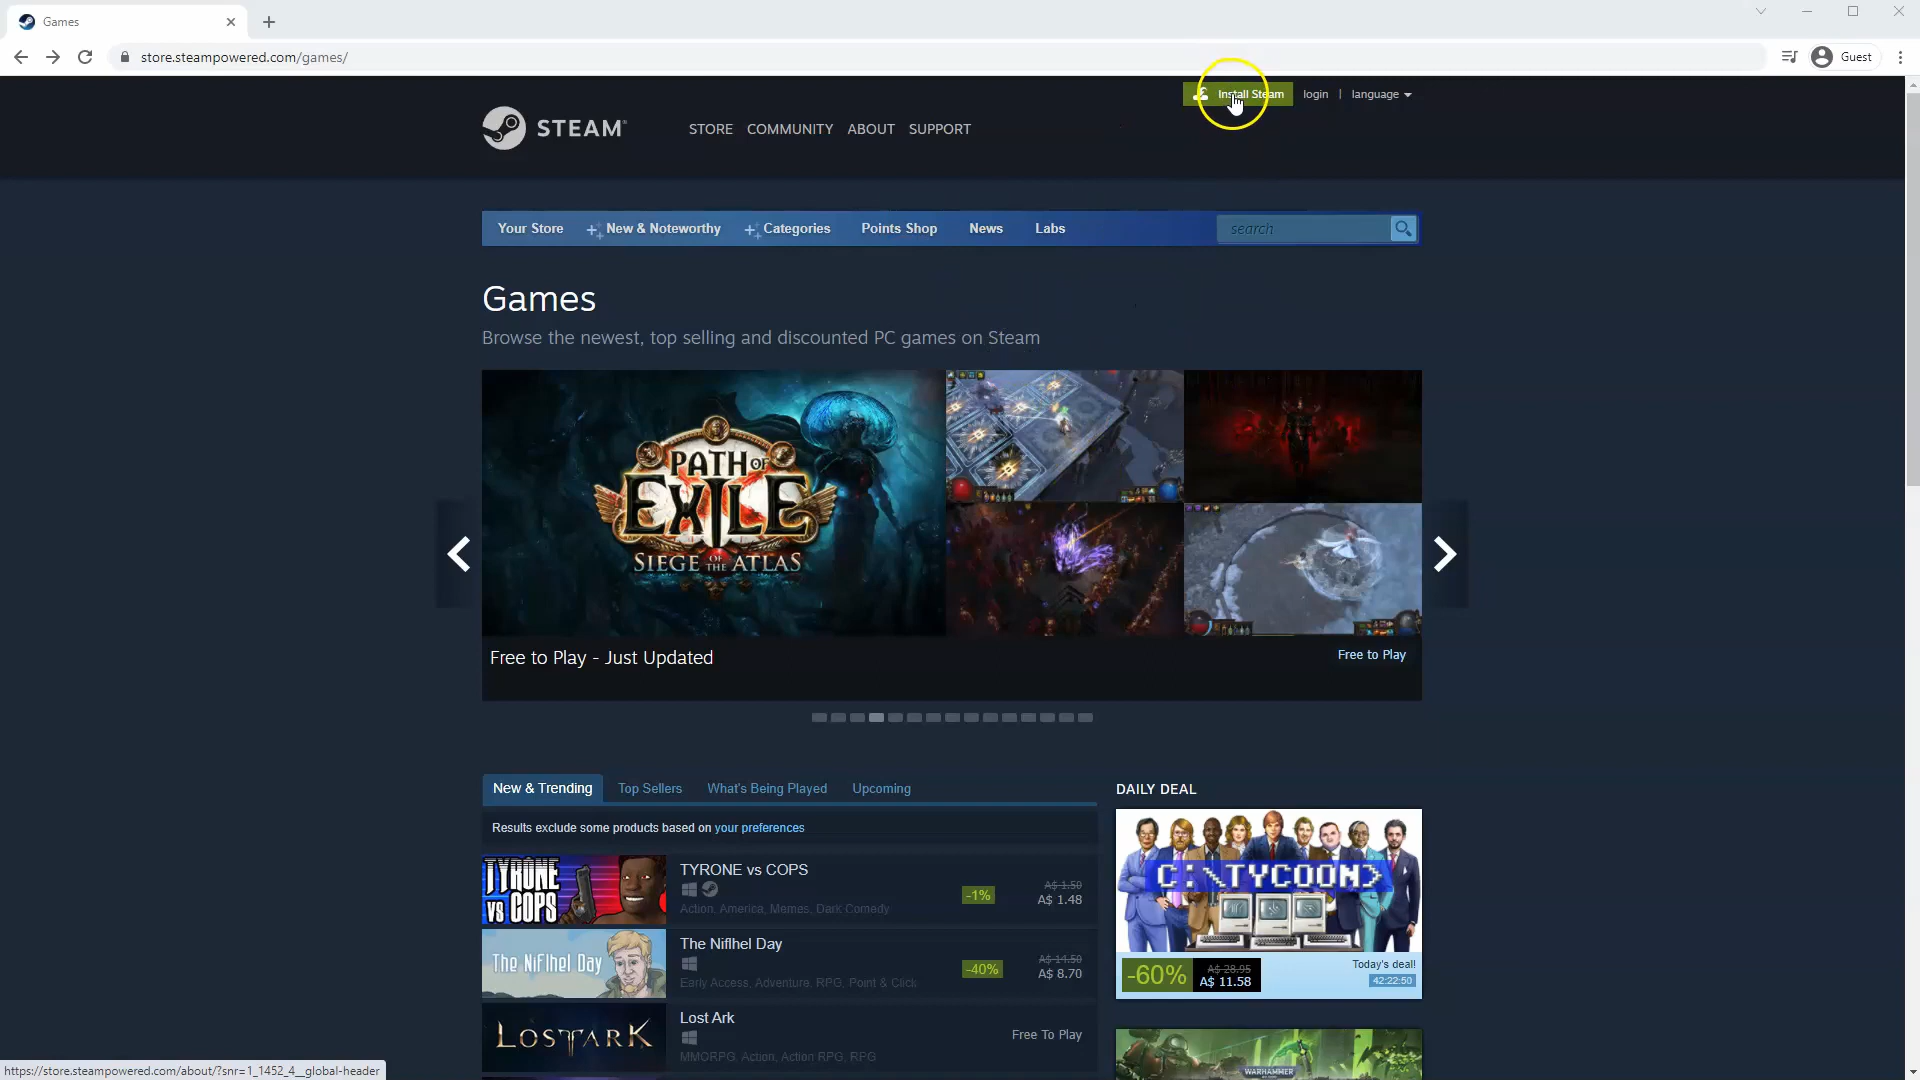 Games
store.steampowered.com/games/
Guest
Install Steam
login | language
STEAM
STORE COMMUNITY ABOUT SUPPORT
Your Store
New & Noteworthy
Categories
Points Shop
News
Labs
search
Games
Browse the newest, top selling and discounted PC games on Steam
PATH OF
EXILE
SIEGE OF THE ATLAS
Free to Play - Just Updated
Free to Play
New & Trending
Top Sellers
What's Being Played
Upcoming
Results exclude some products based on your preferences
TYRONE
VS COPS
TYRONE vs COPS
Action, America, Memes, Dark Comedy
-1%
A$ 1.50
A$ 1.48
The Niflhel Day
The Niflhel Day
Early Access, Adventure, RPG, Point & Click
-40%
A$ 14.50
A$ 8.70
LOST ARK
Lost Ark
MMORPG, Action, Action RPG, RPG
Free To Play
DAILY DEAL
C:\TYCOON>
-60%
A$ 28.95
A$ 11.58
Today's deal!
42:22:50
WARHAMMER
https://store.steampowered.com/about/?snr=1_1452_4__global-header